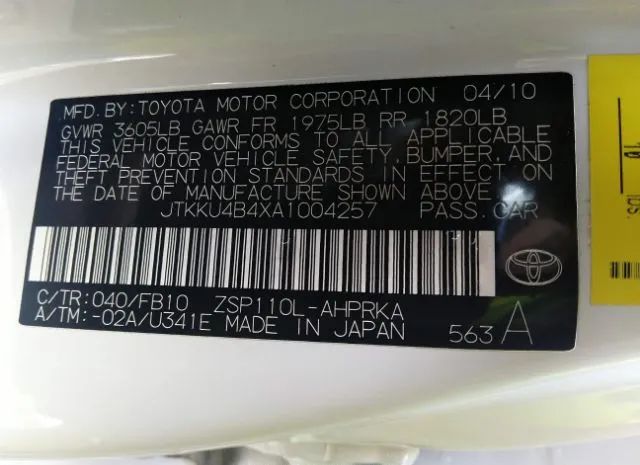 MFD.BY:TOYOTA MOTOR CORPORATION 04/10
GVWR 3605LB GAWR FR 1975LB RR 1820LB
THIS VEHICLE CONFORMS TO ALL APPLICABLE
FEDERAL MOTOR VEHICLE SAFETY,BUMPER,AND
THEFT PREVENTION STANDARDS IN EFFECT ON
THE DATE OF MANUFACTURE SHOWN ABOVE.
JTKKU4B4XA1004257 PASS.CAR
C/TR:040/FB10 ZSP110L-AHPRKA
A/TM:-02A/U341E MADE IN JAPAN 563 A